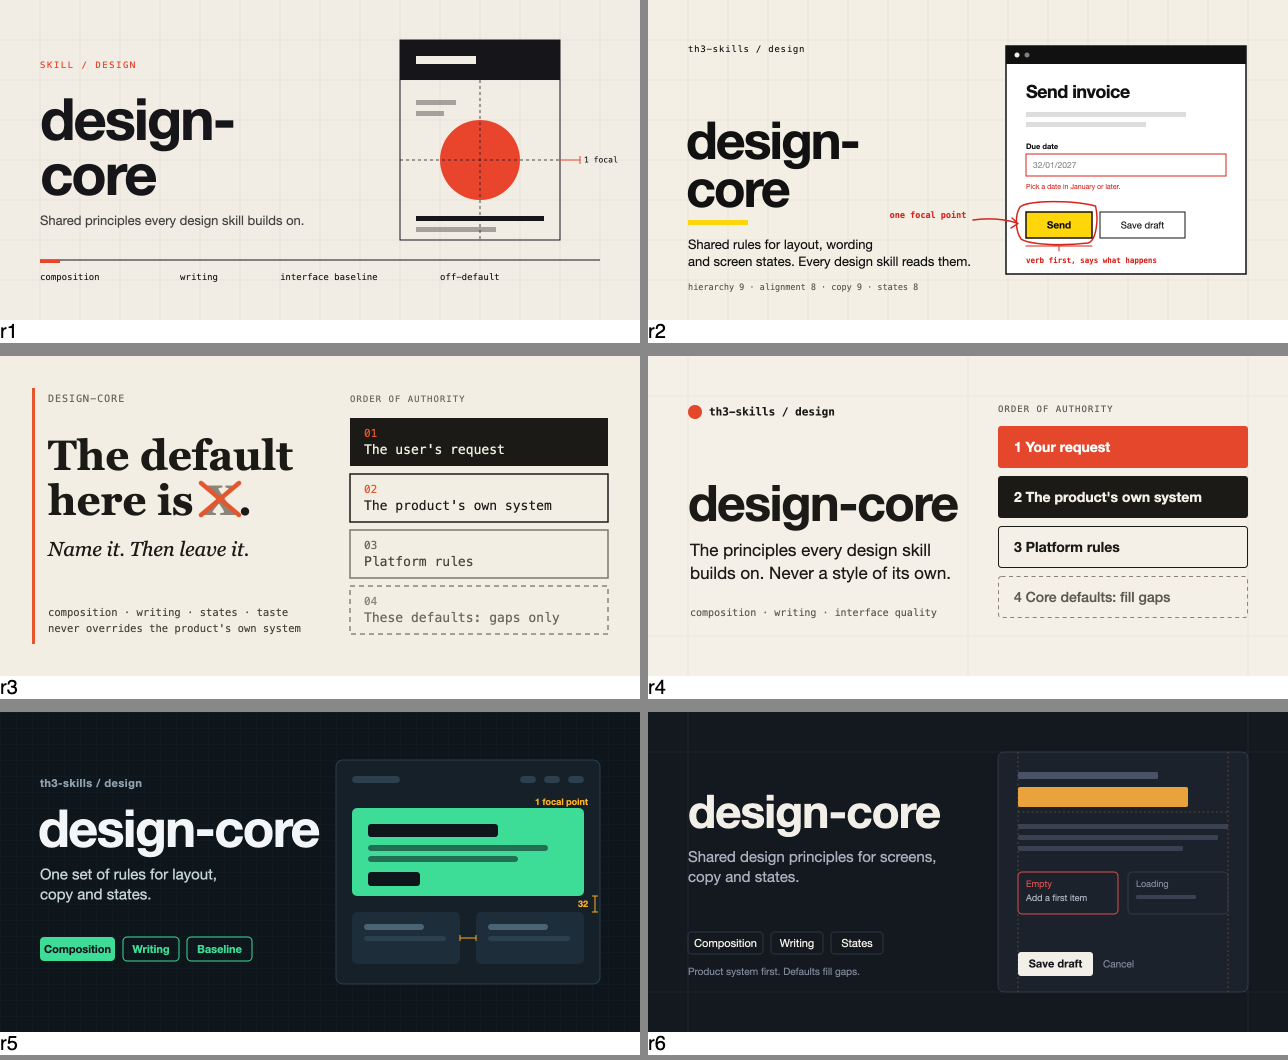 SKILL / DESIGN
design-
core
Shared principles every design skill builds on.
1 focal
composition
writing
interface baseline
off-default
r1
th3-skills / design
design-
core
Shared rules for layout, wording
and screen states. Every design skill reads them.
hierarchy 9 · alignment 8 · copy 9 · states 8
one focal point
Send invoice
Due date
32/01/2027
Pick a date in January or later.
Send
Save draft
verb first, says what happens
r2
DESIGN-CORE
The default
here is X.
Name it. Then leave it.
composition · writing · states · taste
never overrides the product's own system
ORDER OF AUTHORITY
01
The user's request
02
The product's own system
03
Platform rules
04
These defaults: gaps only
r3
th3-skills / design
design-core
The principles every design skill
builds on. Never a style of its own.
composition · writing · interface quality
ORDER OF AUTHORITY
1 Your request
2 The product's own system
3 Platform rules
4 Core defaults: fill gaps
r4
th3-skills / design
design-core
One set of rules for layout,
copy and states.
Composition
Writing
Baseline
1 focal point
32
r5
design-core
Shared design principles for screens,
copy and states.
Composition
Writing
States
Product system first. Defaults fill gaps.
Empty
Add a first item
Loading
Save draft
Cancel
r6